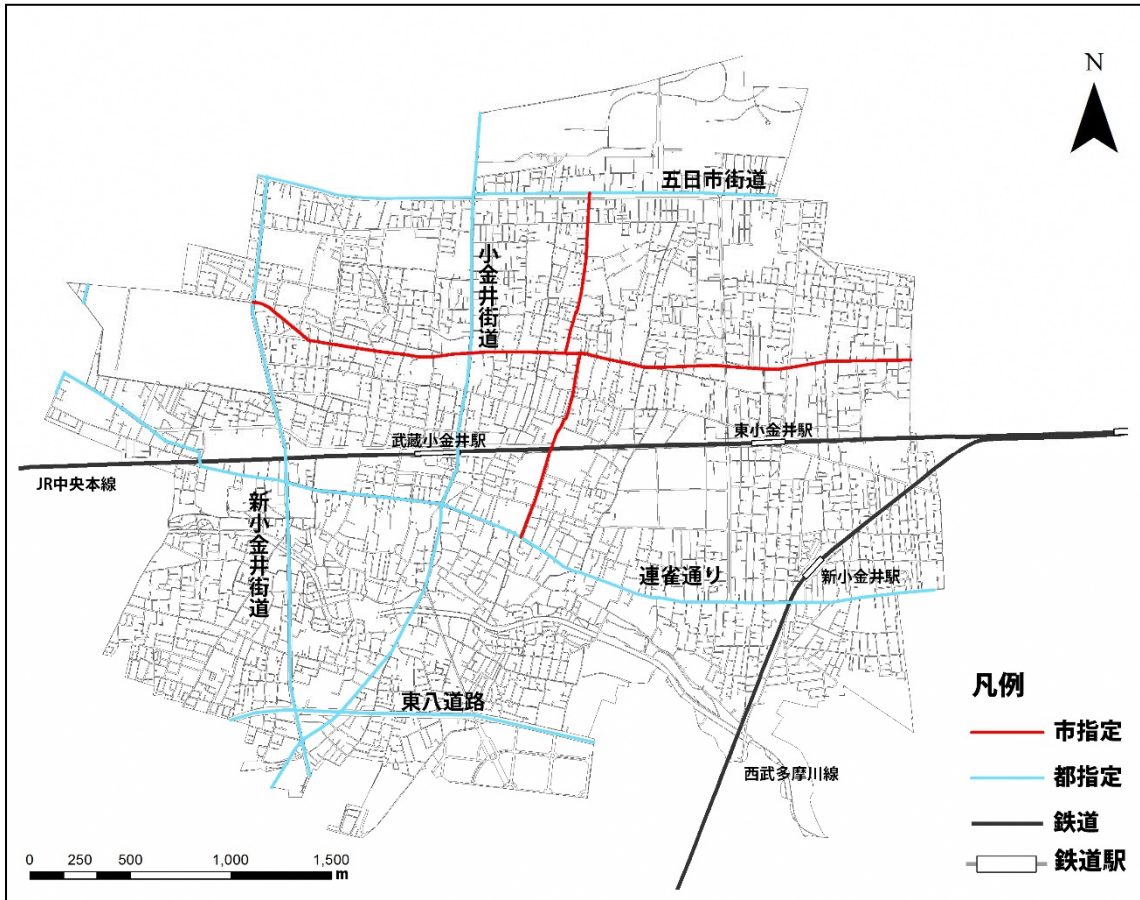 N
五日市街道
小金井街道
武蔵小金井駅
東小金井駅
JR中央本線
新小金井街道
連雀通り
新小金井駅
東八道路
西武多摩川線
凡例
市指定
都指定
鉄道
鉄道駅
0 250 500 1,000 1,500
m